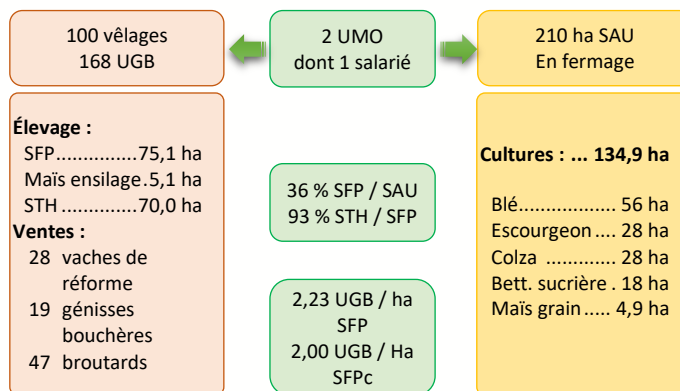 100 vêlages
168 UGB
2 UMO
dont 1 salarié
210 ha SAU
En fermage
Élevage :
SFP...............75,1 ha
Maïs ensilage.5,1 ha
STH ..............70,0 ha
Ventes :
28 vaches de
réforme
19 génisses
bouchères
47 broutards
36 % SFP / SAU
93 % STH / SFP
2,23 UGB / ha
SFP
2,00 UGB / Ha
SFPc
Cultures : ... 134,9 ha
Blé.................... 56 ha
Escourgeon .... 28 ha
Colza ............. 28 ha
Bett. sucrière . 18 ha
Maïs grain ..... 4,9 ha